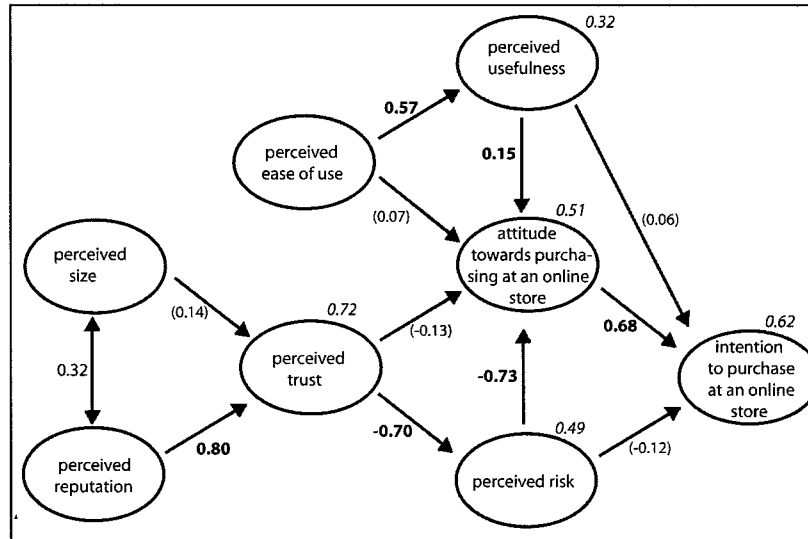 0.32
perceived
usefulness
0.57
perceived
ease of use
0.15
(0.07)
(0.06)
0.51
attitude
towards purcha-
sing at an online
store
perceived
size
(0.14)
0.72
(-0.13)
perceived
trust
0.68
0.62
intention
to purchase
at an online
store
0.32
-0.73
0.80
-0.70
0.49
(-0.12)
perceived
reputation
perceived risk